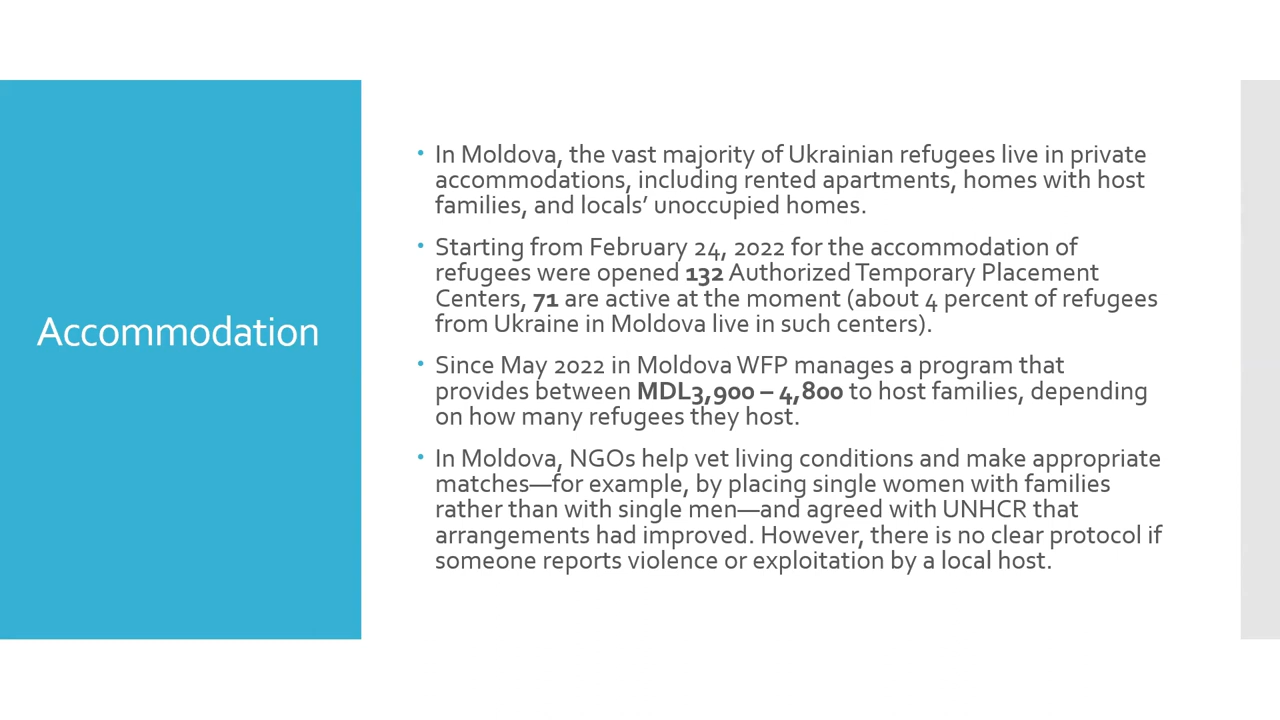 Accommodation
• In Moldova, the vast majority of Ukrainian refugees live in private
accommodations, including rented apartments, homes with host
families, and locals’ unoccupied homes.
• Starting from February 24, 2022 for the accommodation of
refugees were opened 132 Authorized Temporary Placement
Centers, 71 are active at the moment (about 4 percent of refugees
from Ukraine in Moldova live in such centers).
• Since May 2022 in Moldova WFP manages a program that
provides between MDL3,900 – 4,800 to host families, depending
on how many refugees they host.
• In Moldova, NGOs help vet living conditions and make appropriate
matches—for example, by placing single women with families
rather than with single men—and agreed with UNHCR that
arrangements had improved. However, there is no clear protocol if
someone reports violence or exploitation by a local host.